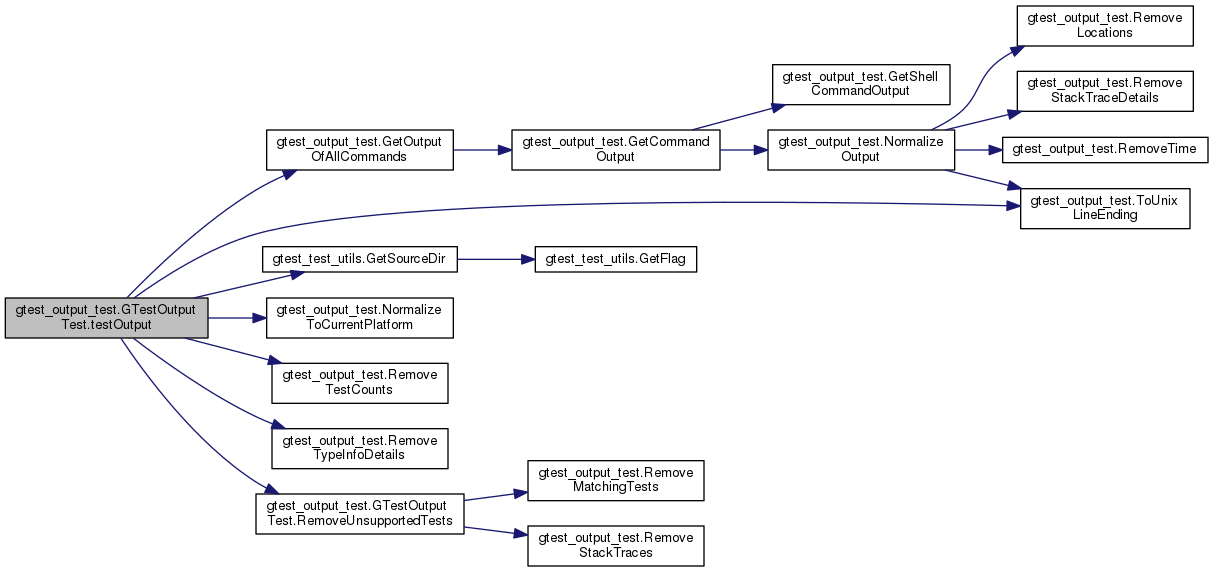 gtest_output_test.GTestOutput
Test.testOutput
gtest_output_test.GetOutput
OfAllCommands
gtest_output_test.GetCommand
Output
gtest_output_test.GetShell
CommandOutput
gtest_output_test.Normalize
Output
gtest_output_test.Remove
Locations
gtest_output_test.Remove
StackTraceDetails
gtest_output_test.RemoveTime
gtest_output_test.ToUnix
LineEnding
gtest_test_utils.GetSourceDir
gtest_test_utils.GetFlag
gtest_output_test.Normalize
ToCurrentPlatform
gtest_output_test.Remove
TestCounts
gtest_output_test.Remove
TypeInfoDetails
gtest_output_test.GTestOutput
Test.RemoveUnsupportedTests
gtest_output_test.Remove
MatchingTests
gtest_output_test.Remove
StackTraces